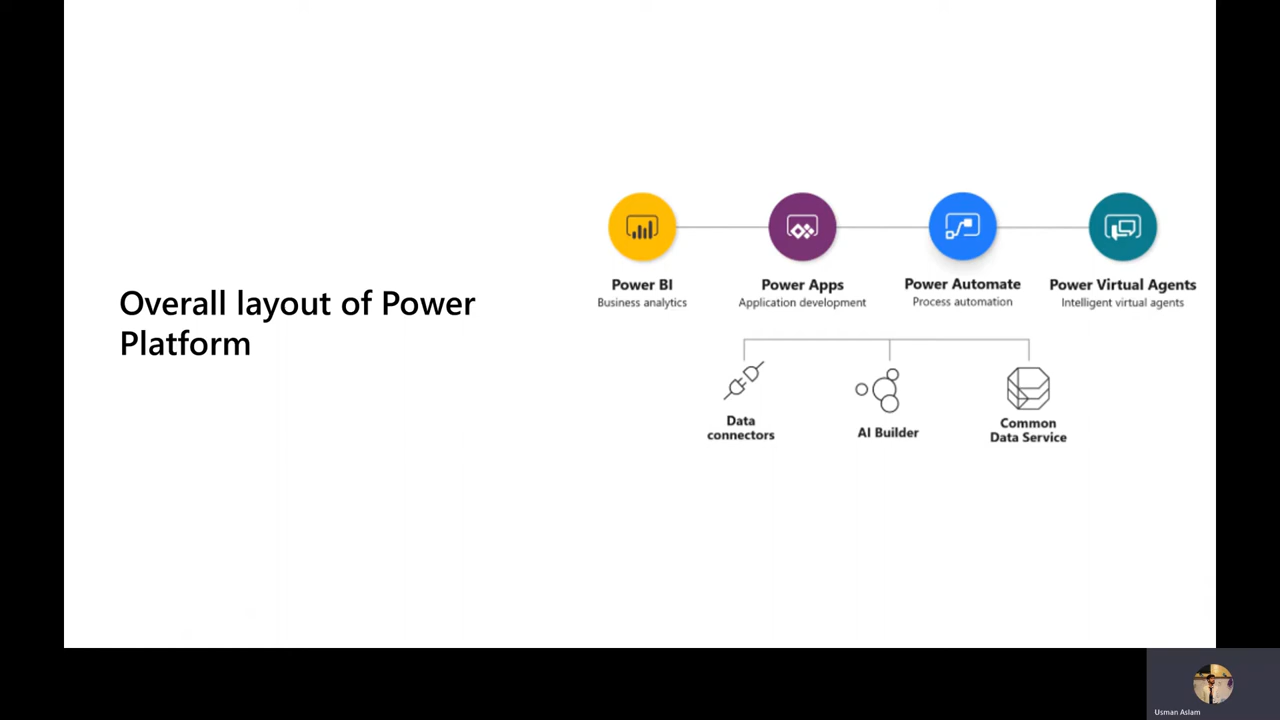 Overall layout of Power
Platform
Power BI
Business analytics
Power Apps
Application development
Power Automate
Process automation
Power Virtual Agents
Intelligent virtual agents
Data
connectors
AI Builder
Common
Data Service
Usman Aslam